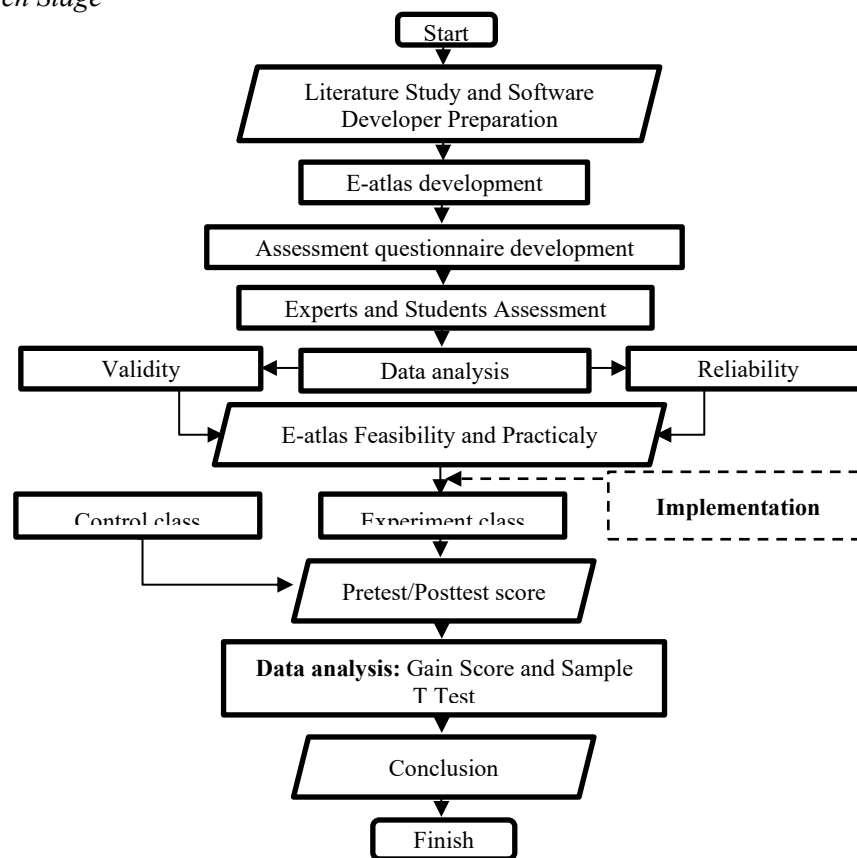 Stage
Start
Literature Study and Software
Developer Preparation
E-atlas development
Assessment questionnaire development
Experts and Students Assessment
Validity
Data analysis
Reliability
E-atlas Feasibility and Practicaly
Implementation
Control class
Experiment class
Pretest/Posttest score
Data analysis: Gain Score and Sample
T Test
Conclusion
Finish